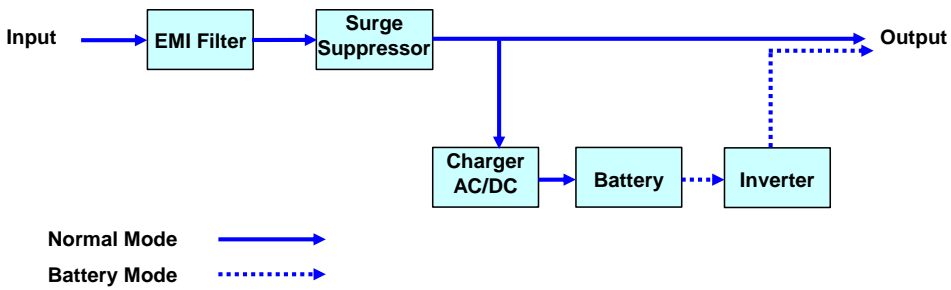 Input
EMI Filter
Surge
Suppressor
Output
Charger
AC/DC
Battery
Inverter
Normal Mode
Battery Mode